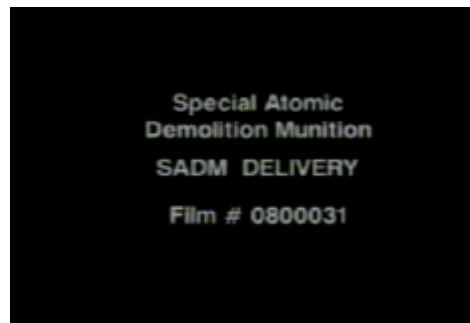 Special Atomic
Demolition Munition
SADM DELIVERY
Film # 0800031